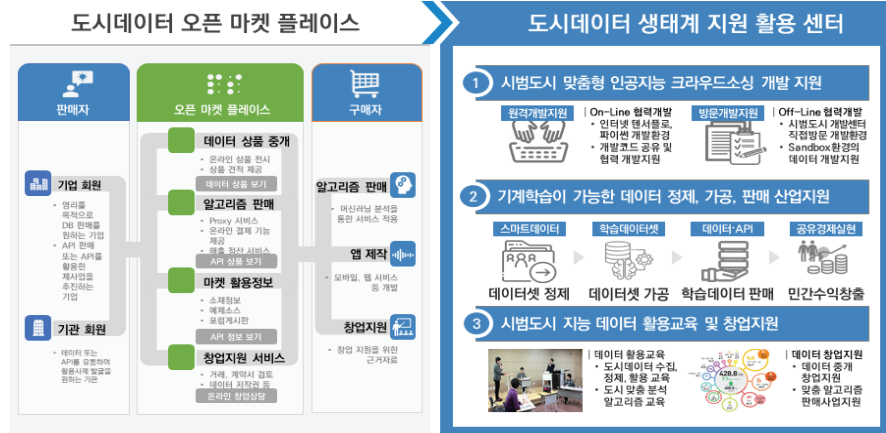 도시데이터 오픈 마켓 플레이스
판매자
기업 회원
• 영리를
목적으로
DB 판매를
원하는 기업
• API 판매
또는 API를
활용한
제사업을
추진하는
기업
기관 회원
• 데이터 또는
API를 유통하여
활용사례 발굴을
원하는 기관
오픈 마켓 플레이스
데이터 상품 중개
• 온라인 상품 전시
• 상품 견적 제공
데이터 상품 보기
알고리즘 판매
• Proxy 서비스
• 온라인 결제 기능
제공
• 매출 정산 서비스
API 상품 보기
마켓 활용정보
• 소재정보
• 예제소스
• 포럼게시판
API 정보 보기
창업지원 서비스
• 거래, 계약서 검토
• 데이터 저작권 등
온라인 창업상담
구매자
알고리즘 판매
• 머신러닝 분석을
통한 서비스 적용
앱 제작
• 모바일, 웹 서비스
등 개발
창업지원
• 창업 지원을 위한
근거자료
도시데이터 생태계 지원 활용 센터
1 시범도시 맞춤형 인공지능 크라우드소싱 개발 지원
원격개발지원
On-Line 협력개발
• 인터넷 텐서플로,
파이썬 개발환경
• 개발코드 공유 및
협력 개발지원
방문개발지원
Off-Line 협력개발
• 시범도시 개발센터
직접방문 개발환경
• Sandbox환경의
데이터 개발지원
2 기계학습이 가능한 데이터 정제, 가공, 판매 산업지원
스마트데이터 학습데이터셋 데이터·API 공유경제실현
데이터셋 정제 데이터셋 가공 학습데이터 판매 민간수익창출
3 시범도시 지능 데이터 활용교육 및 창업지원
데이터 활용교육
• 도시데이터 수집,
정제, 활용 교육
• 도시 맞춤 분석
알고리즘 교육
428.8
데이터 창업지원
• 데이터 중개
창업지원
• 맞춤 알고리즘
판매사업지원